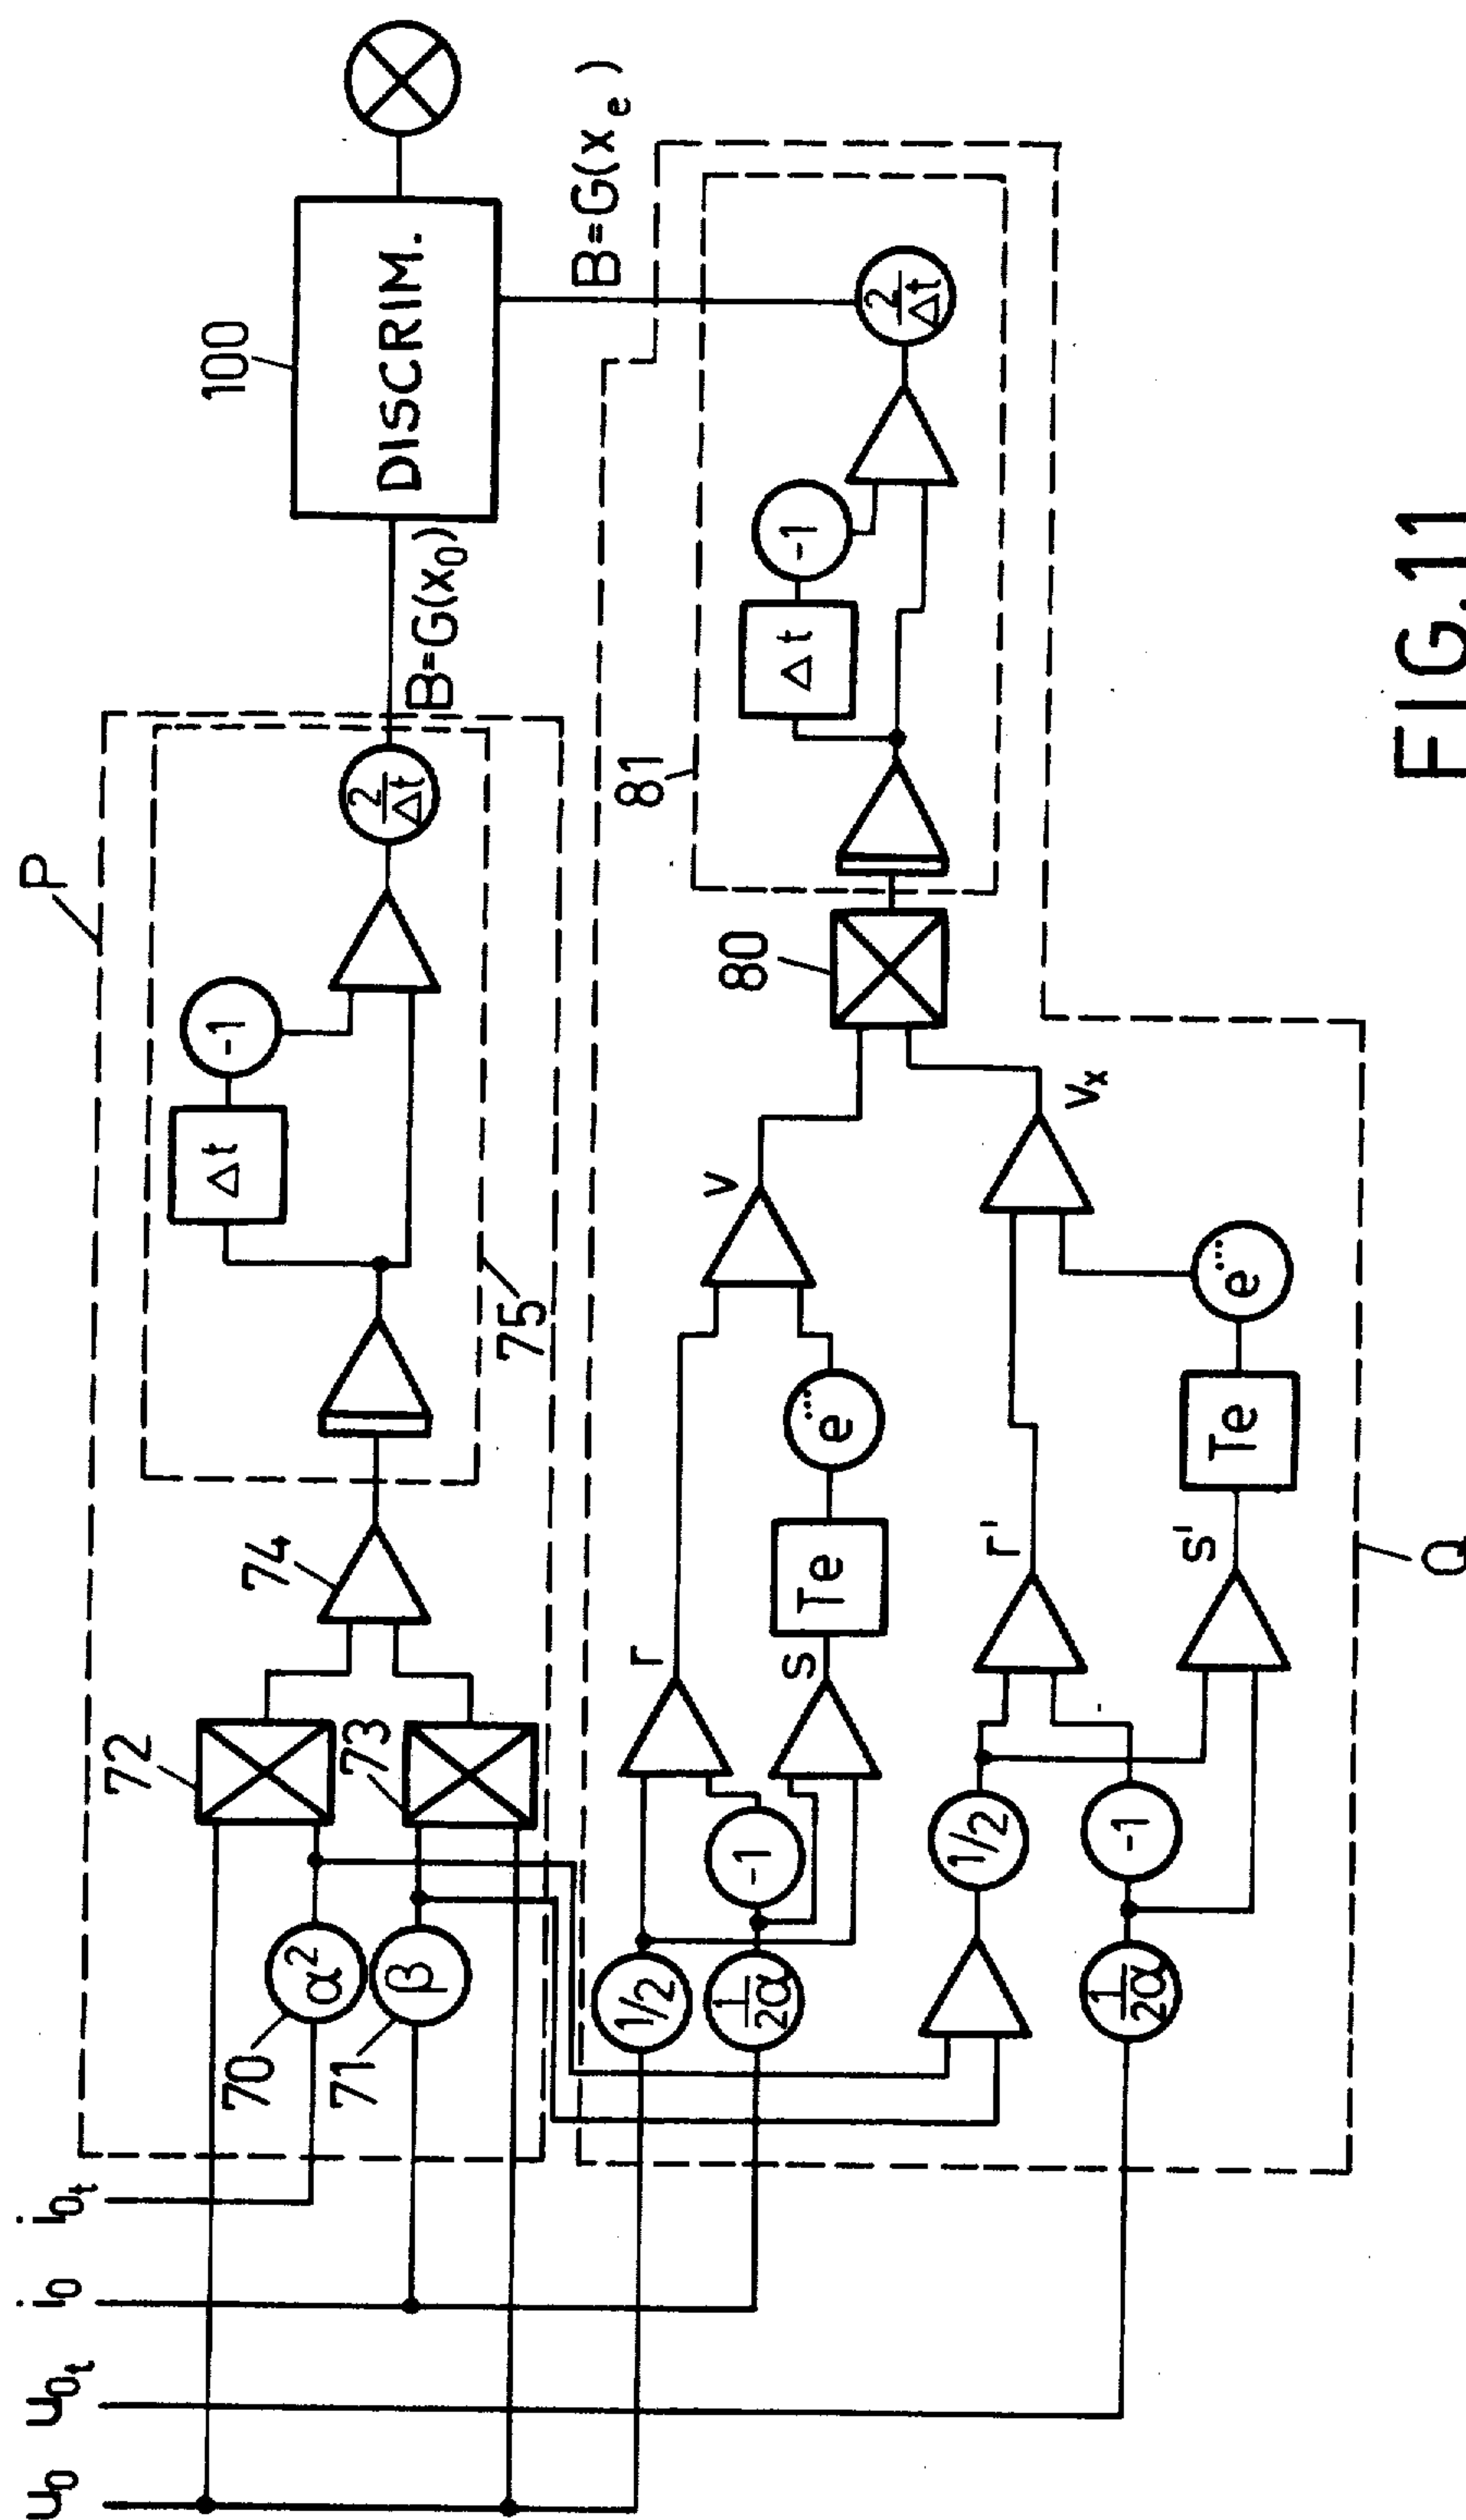 u₀
u₀ₜ
i₀
i₀ₜ
P
70
α²
71
β
72
73
74
75
Δt
-1
2/Δt
B=G(x₀)
100
DISCRIM.
B=G(xₑ)
1/2
1/2α
-1
r
s
Te
e...
v
1/2
1/2α
-1
r'
s'
Te
e...
vₓ
80
81
Δt
-1
2/Δt
Q
FIG.11